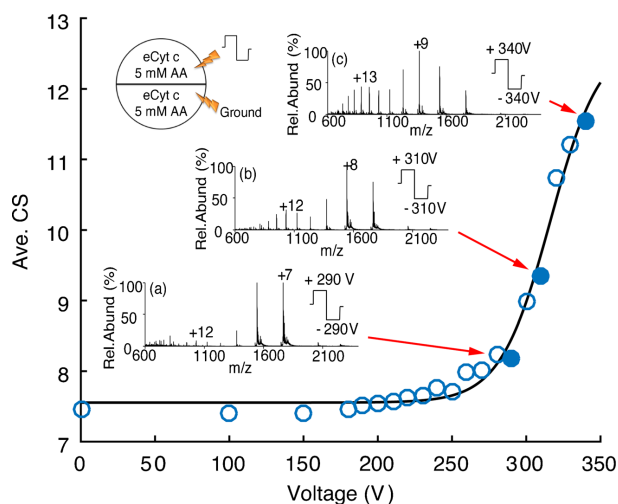 13
12
11
10
9
8
7
Ave. CS
0
50
100
150
200
250
300
350
Voltage (V)
eCyt c
5 mM AA
eCyt c
5 mM AA
Ground
(c)
Rel.Abund (%)
100
50
0
+13
+9
600
1100
1600
2100
m/z
+ 340V
- 340V
(b)
Rel.Abund (%)
100
50
0
+12
+8
600
1100
1600
2100
m/z
+ 310V
- 310V
(a)
Rel.Abund (%)
100
50
0
+12
+7
600
1100
1600
2100
m/z
+ 290 V
- 290V